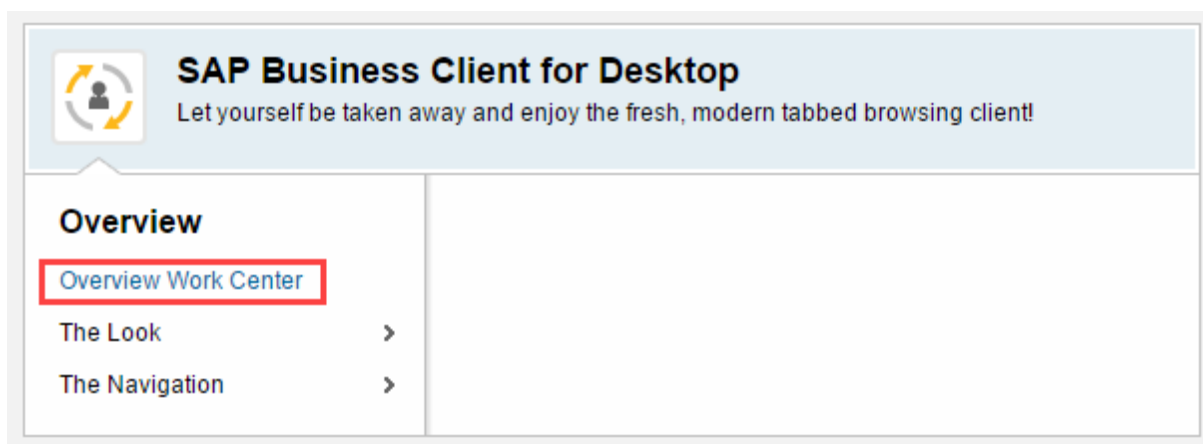 SAP Business Client for Desktop
Let yourself be taken away and enjoy the fresh, modern tabbed browsing client!
Overview
Overview Work Center
The Look
The Navigation